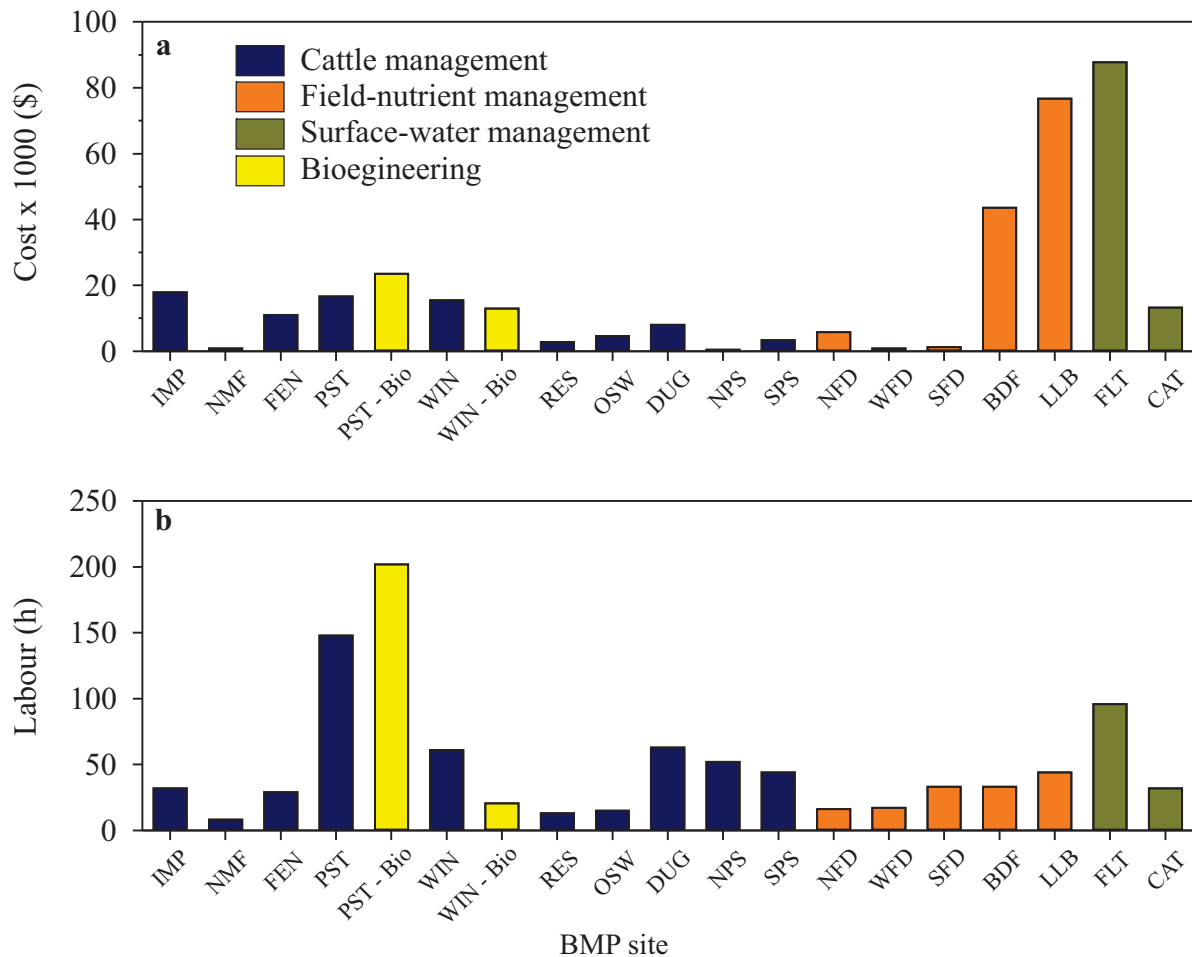 100
80
60
40
20
0
Cost x 1000 ($)
a
Cattle management
Field-nutrient management
Surface-water management
Bioegineering
IMP
NMF
FEN
PST
PST - Bio
WIN
WIN - Bio
RES
OSW
DUG
NPS
SPS
NFD
WFD
SFD
BDF
LLB
FLT
CAT
250
200
150
100
50
0
Labour (h)
b
IMP
NMF
FEN
PST
PST - Bio
WIN
WIN - Bio
RES
OSW
DUG
NPS
SPS
NFD
WFD
SFD
BDF
LLB
FLT
CAT
BMP site